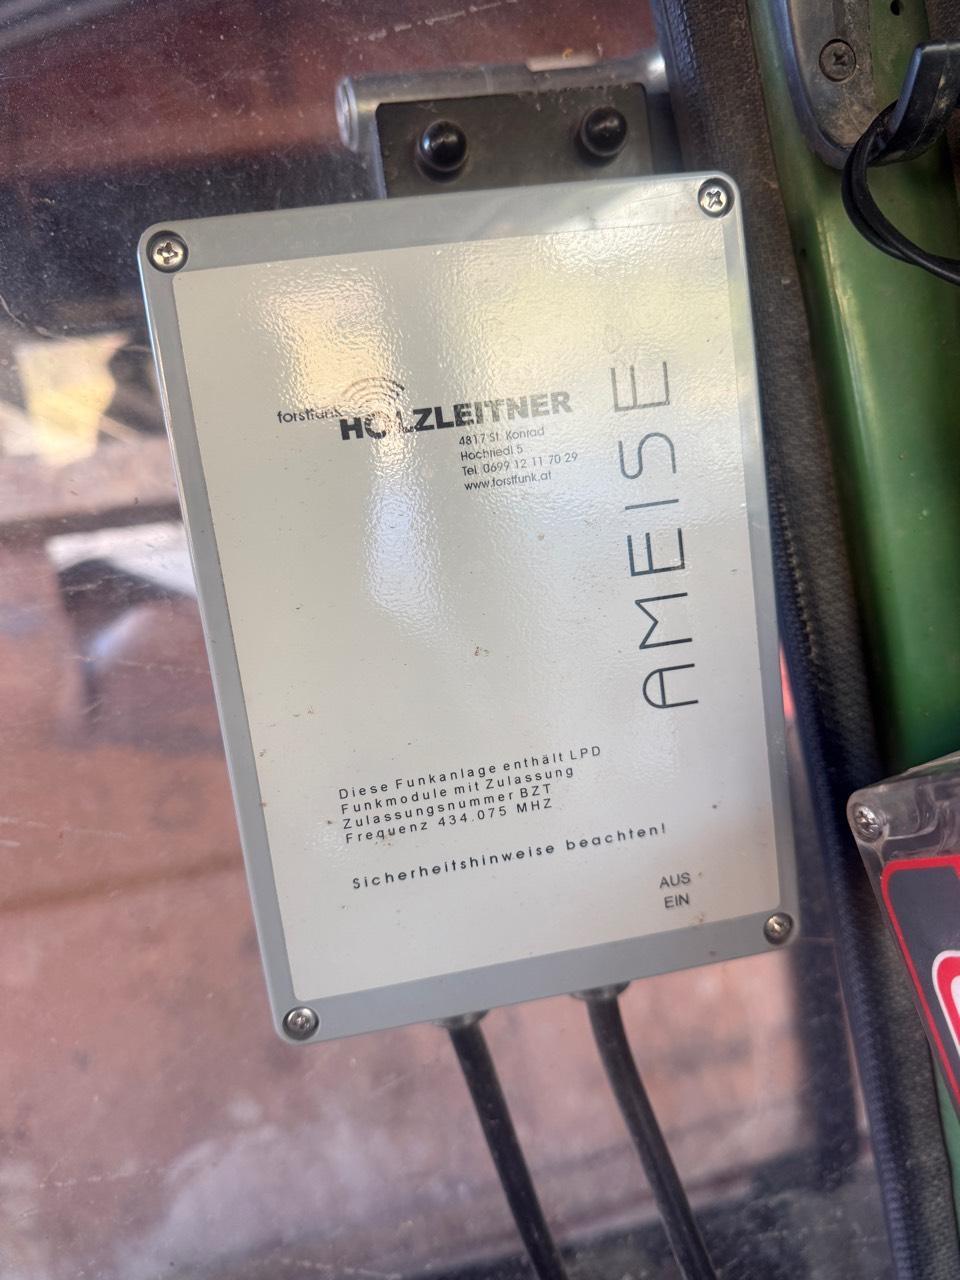 forstfunk HOLZLEITNER
4817 St. Konrad
Hochriedl 5
Tel. 0699 12 11 70 29
www.forstfunk.at
AMEISE
Diese Funkanlage enthält LPD
Funkmodule mit Zulassung
Zulassungsnummer BZT
Frequenz 434.075 MHZ
Sicherheitshinweise beachten!
AUS
EIN